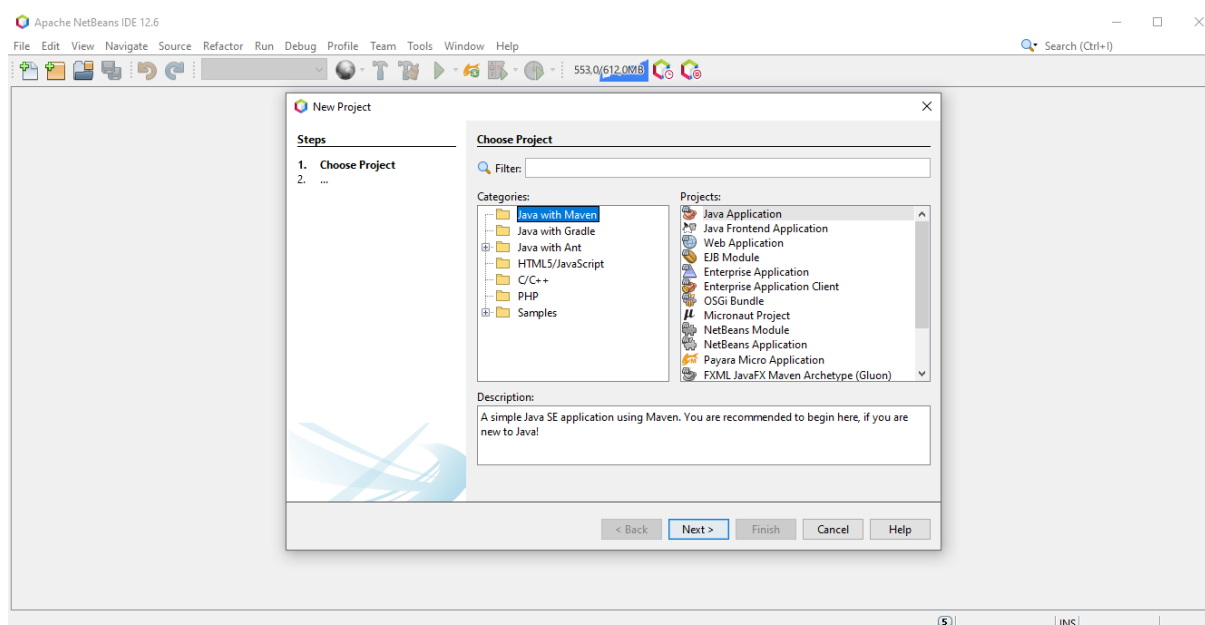 Apache NetBeans IDE 12.6
File Edit View Navigate Source Refactor Run Debug Profile Team Tools Window Help
Search (Ctrl+I)
553,0/612,0MB
New Project
Steps
1. Choose Project
2. ...
Choose Project
Filter:
Categories:
Java with Maven
Java with Gradle
Java with Ant
HTML5/JavaScript
C/C++
PHP
Samples
Projects:
Java Application
Java Frontend Application
Web Application
EJB Module
Enterprise Application
Enterprise Application Client
OSGi Bundle
Micronaut Project
NetBeans Module
NetBeans Application
Payara Micro Application
FXML JavaFX Maven Archetype (Gluon)
Description:
A simple Java SE application using Maven. You are recommended to begin here, if you are
new to Java!
< Back Next > Finish Cancel Help
5 INS